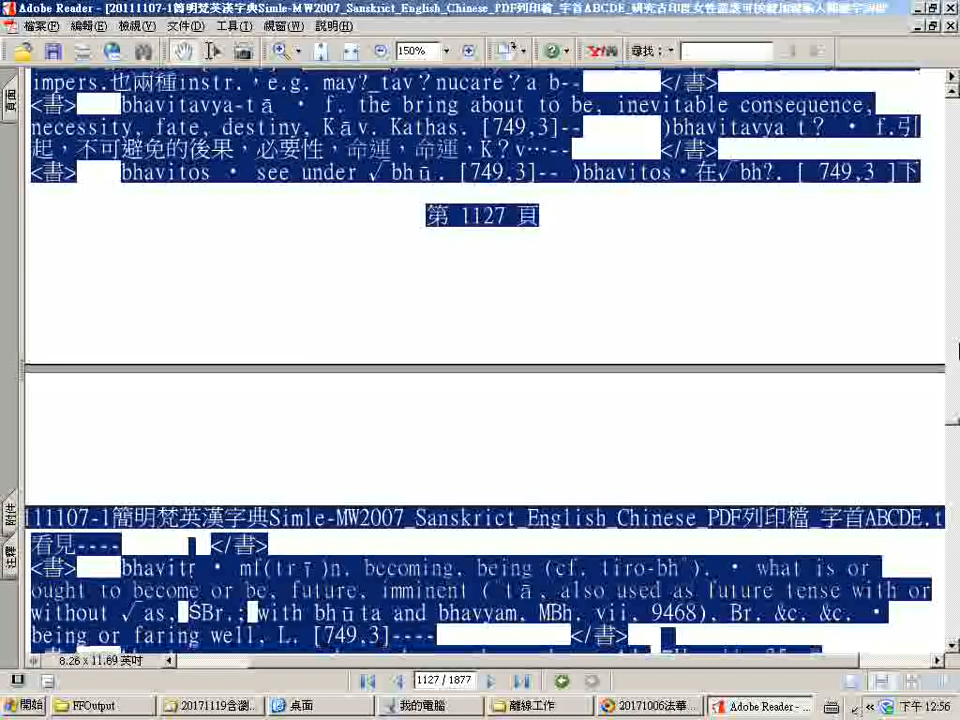 Adobe Reader - [20111107-1簡明梵英漢字典Simle-MW2007_Sanskrict_English_Chinese_PDF列印檔_字首ABCDE_研究古印度女性
檔案(F) 編輯(E) 檢視(V) 文件(D) 工具(T) 視窗(W) 說明(H)
150% 尋找:
impers.也兩種instr.,e.g. may?_tav?nucare?a b-- </書>
<書> bhavitavya-tā • f. the bring about to be, inevitable consequence,
necessity, fate, destiny, Kāv. Kathas. [749,3]-- )bhavitavya t? • f.引
起,不可避免的後果,必要性,命運,命運,K?v…-- </書>
<書> bhavitos • see under √bhū. [749,3]-- )bhavitos•在√bh?. [ 749,3 ]下
第 1127 頁
11107-1簡明梵英漢字典Simle-MW2007_Sanskrict_English_Chinese_PDF列印檔_字首ABCDE.t
看見---- </書>
<書> bhavitṛ • mf(trī)n. becoming, being (cf. tiro-bh°). • what is or
ought to become or be, future, imminent (°tā, also used as future tense with or
without √as, ŚBr.; with bhūta and bhavyam, MBh. vii, 9468), Br. &c. &c. •
being or faring well, L. [749,3]---- </書>
頁面
附件
注釋
8.26 x 11.69 英吋
1127 / 1877
開始 FFOutput 20171119含瀏... 桌面 我的電腦 離線工作 20171006法華... Adobe Reader - ... 下午 12:56